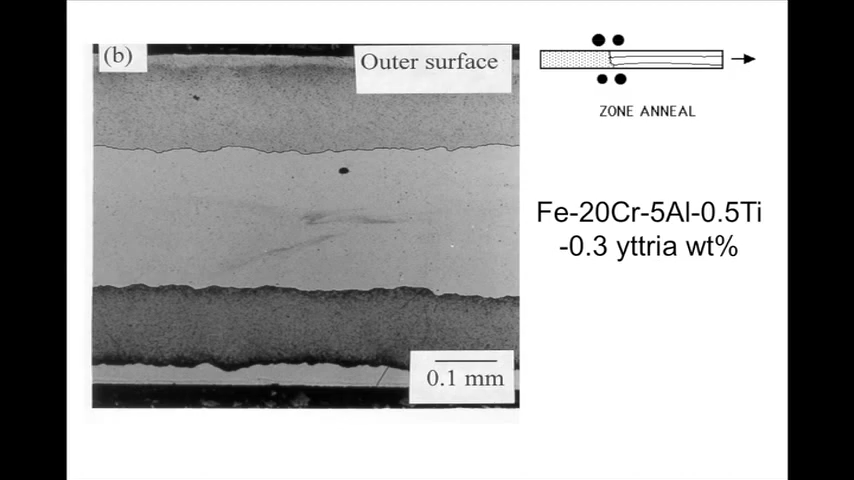 (b)
Outer surface
0.1 mm
ZONE ANNEAL
Fe-20Cr-5Al-0.5Ti
-0.3 yttria wt%